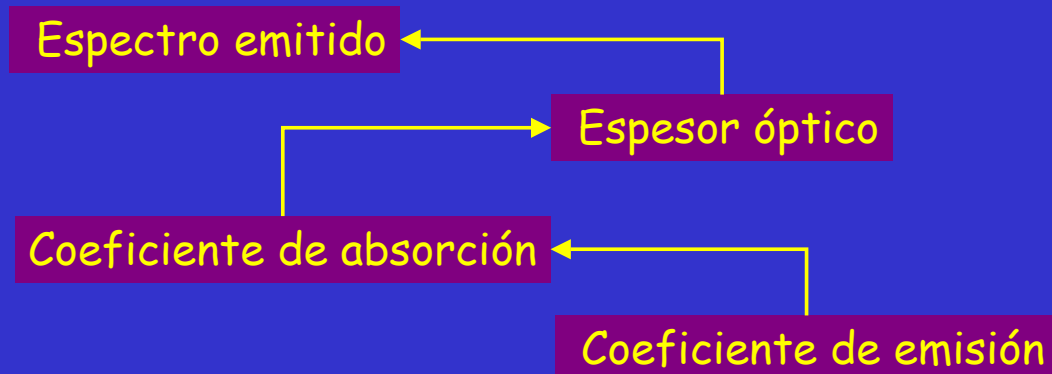 Espectro emitido
Espesor óptico
Coeficiente de absorción
Coeficiente de emisión